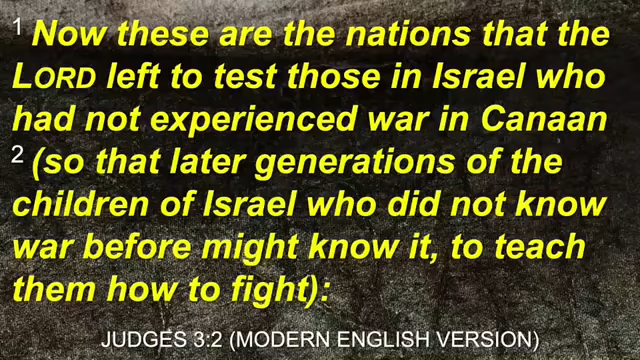 1 Now these are the nations that the
LORD left to test those in Israel who
had not experienced war in Canaan
2 (so that later generations of the
children of Israel who did not know
war before might know it, to teach
them how to fight):
JUDGES 3:2 (MODERN ENGLISH VERSION)